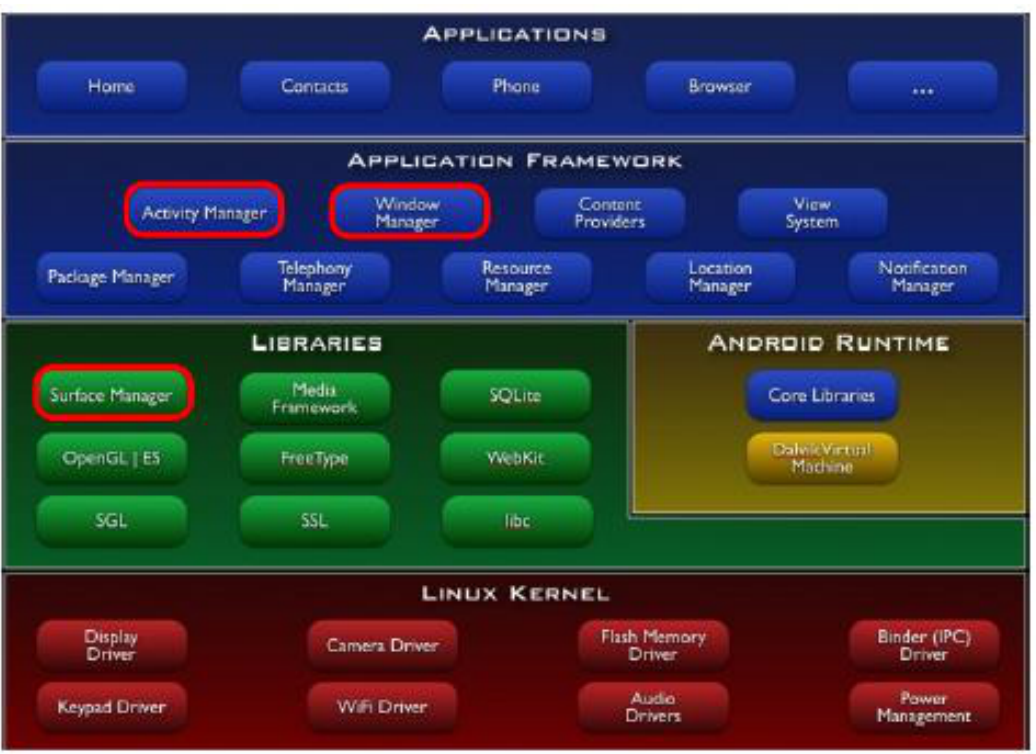 APPLICATIONS
Home
Contacts
Phone
Browser
...
APPLICATION FRAMEWORK
Activity Manager
Window
Manager
Content
Providers
View
System
Package Manager
Telephony
Manager
Resource
Manager
Location
Manager
Notification
Manager
LIBRARIES
Surface Manager
Media
Framework
SQLite
OpenGL | ES
FreeType
WebKit
SGL
SSL
libc
ANDROID RUNTIME
Core Libraries
Dalvik Virtual
Machine
LINUX KERNEL
Display
Driver
Camera Driver
Flash Memory
Driver
Binder (IPC)
Driver
Keypad Driver
WiFi Driver
Audio
Drivers
Power
Management